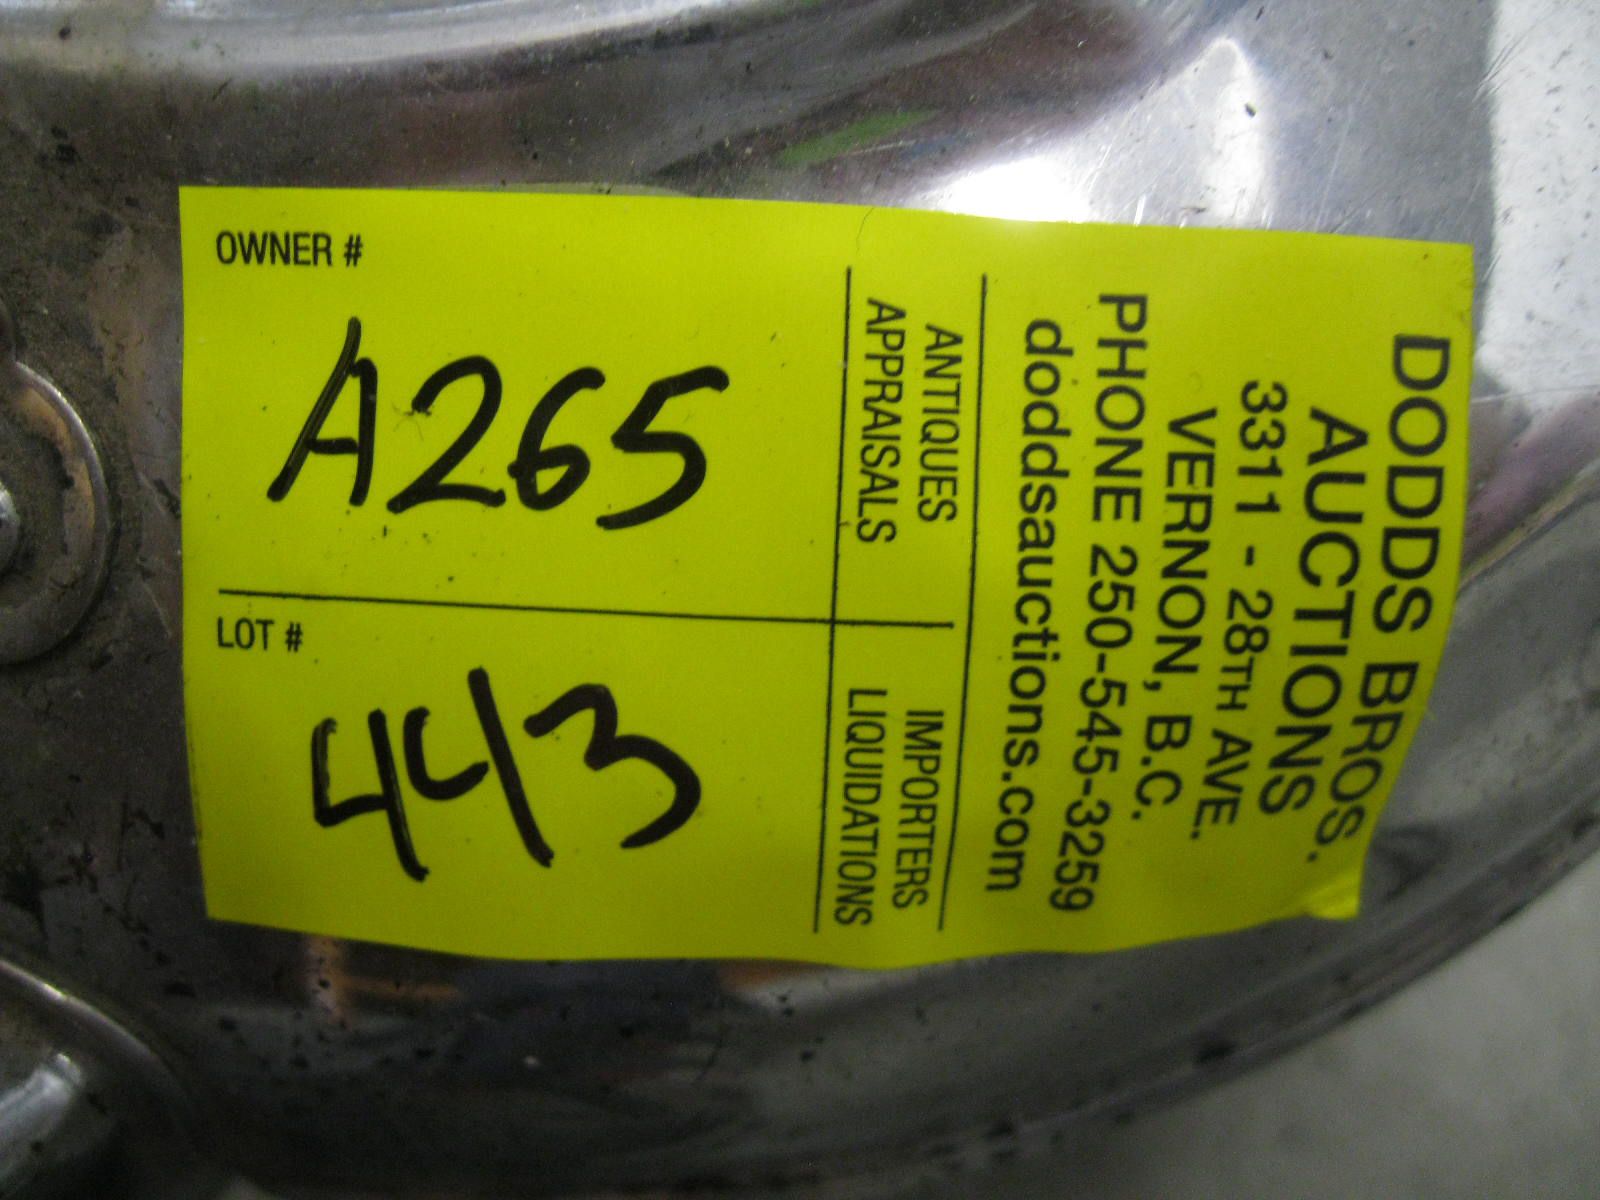 DODDS BROS.
AUCTIONS
3311 - 28TH AVE.
VERNON, B.C.
PHONE 250-545-3259
doddsauctions.com
ANTIQUES
APPRAISALS
IMPORTERS
LIQUIDATIONS
OWNER #
A265
LOT #
443